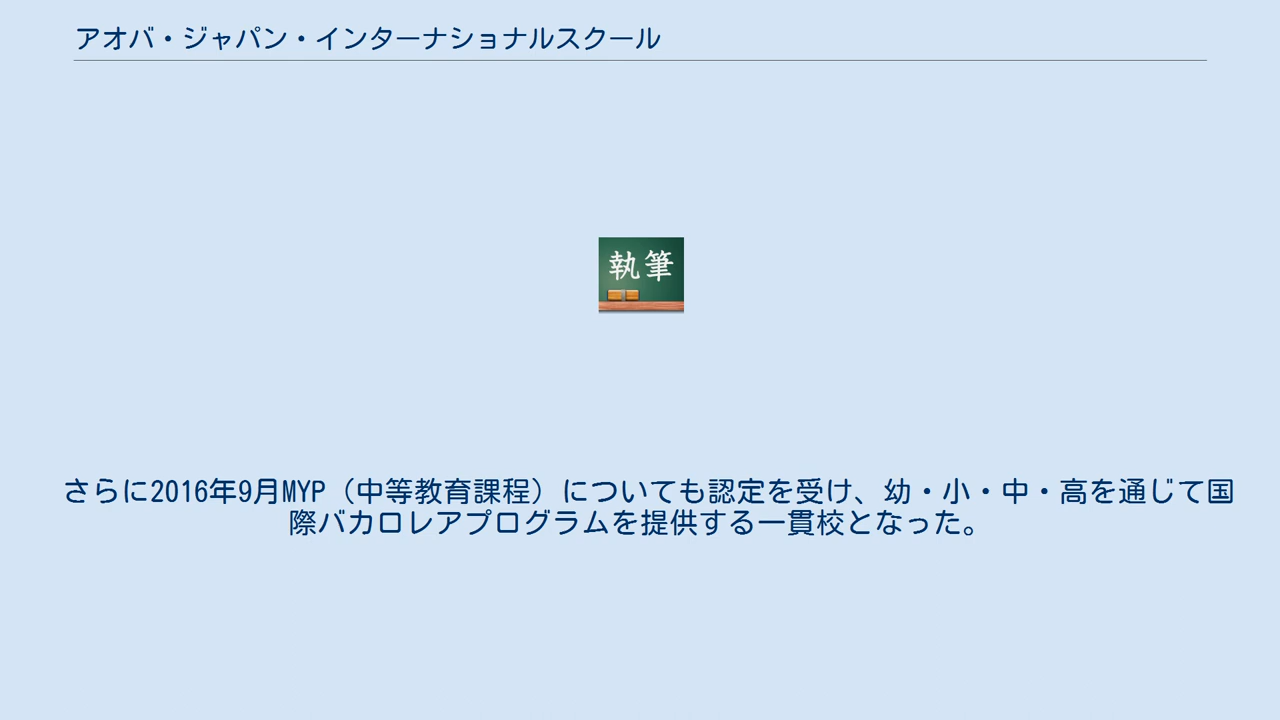 アオバ・ジャパン・インターナショナルスクール
執筆
さらに2016年9月MYP（中等教育課程）についても認定を受け、幼・小・中・高を通じて国
際バカロレアプログラムを提供する一貫校となった。